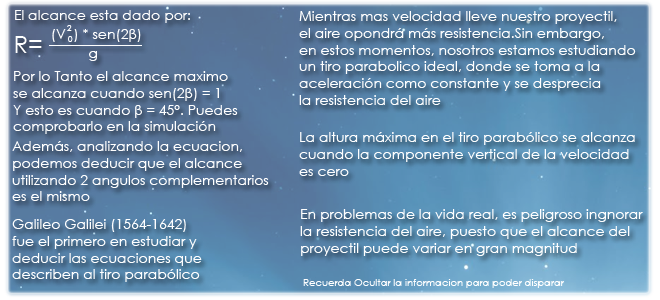 El alcance esta dado por:
R= (V₀²) * sen(2β)
g
Por lo Tanto el alcance maximo
se alcanza cuando sen(2β) = 1
Y esto es cuando β = 45°. Puedes
comprobarlo en la simulación
Además, analizando la ecuacion,
podemos deducir que el alcance
utilizando 2 angulos complementarios
es el mismo
Galileo Galilei (1564-1642)
fue el primero en estudiar y
deducir las ecuaciones que
describen al tiro parabólico
Mientras mas velocidad lleve nuestro proyectil,
el aire opondrá más resistencia.Sin embargo,
en estos momentos, nosotros estamos estudiando
un tiro parabolico ideal, donde se toma a la
aceleración como constante y se desprecia
la resistencia del aire
La altura máxima en el tiro parabólico se alcanza
cuando la componente vertical de la velocidad
es cero
En problemas de la vida real, es peligroso ingnorar
la resistencia del aire, puesto que el alcance del
proyectil puede variar en gran magnitud
Recuerda Ocultar la informacion para poder disparar